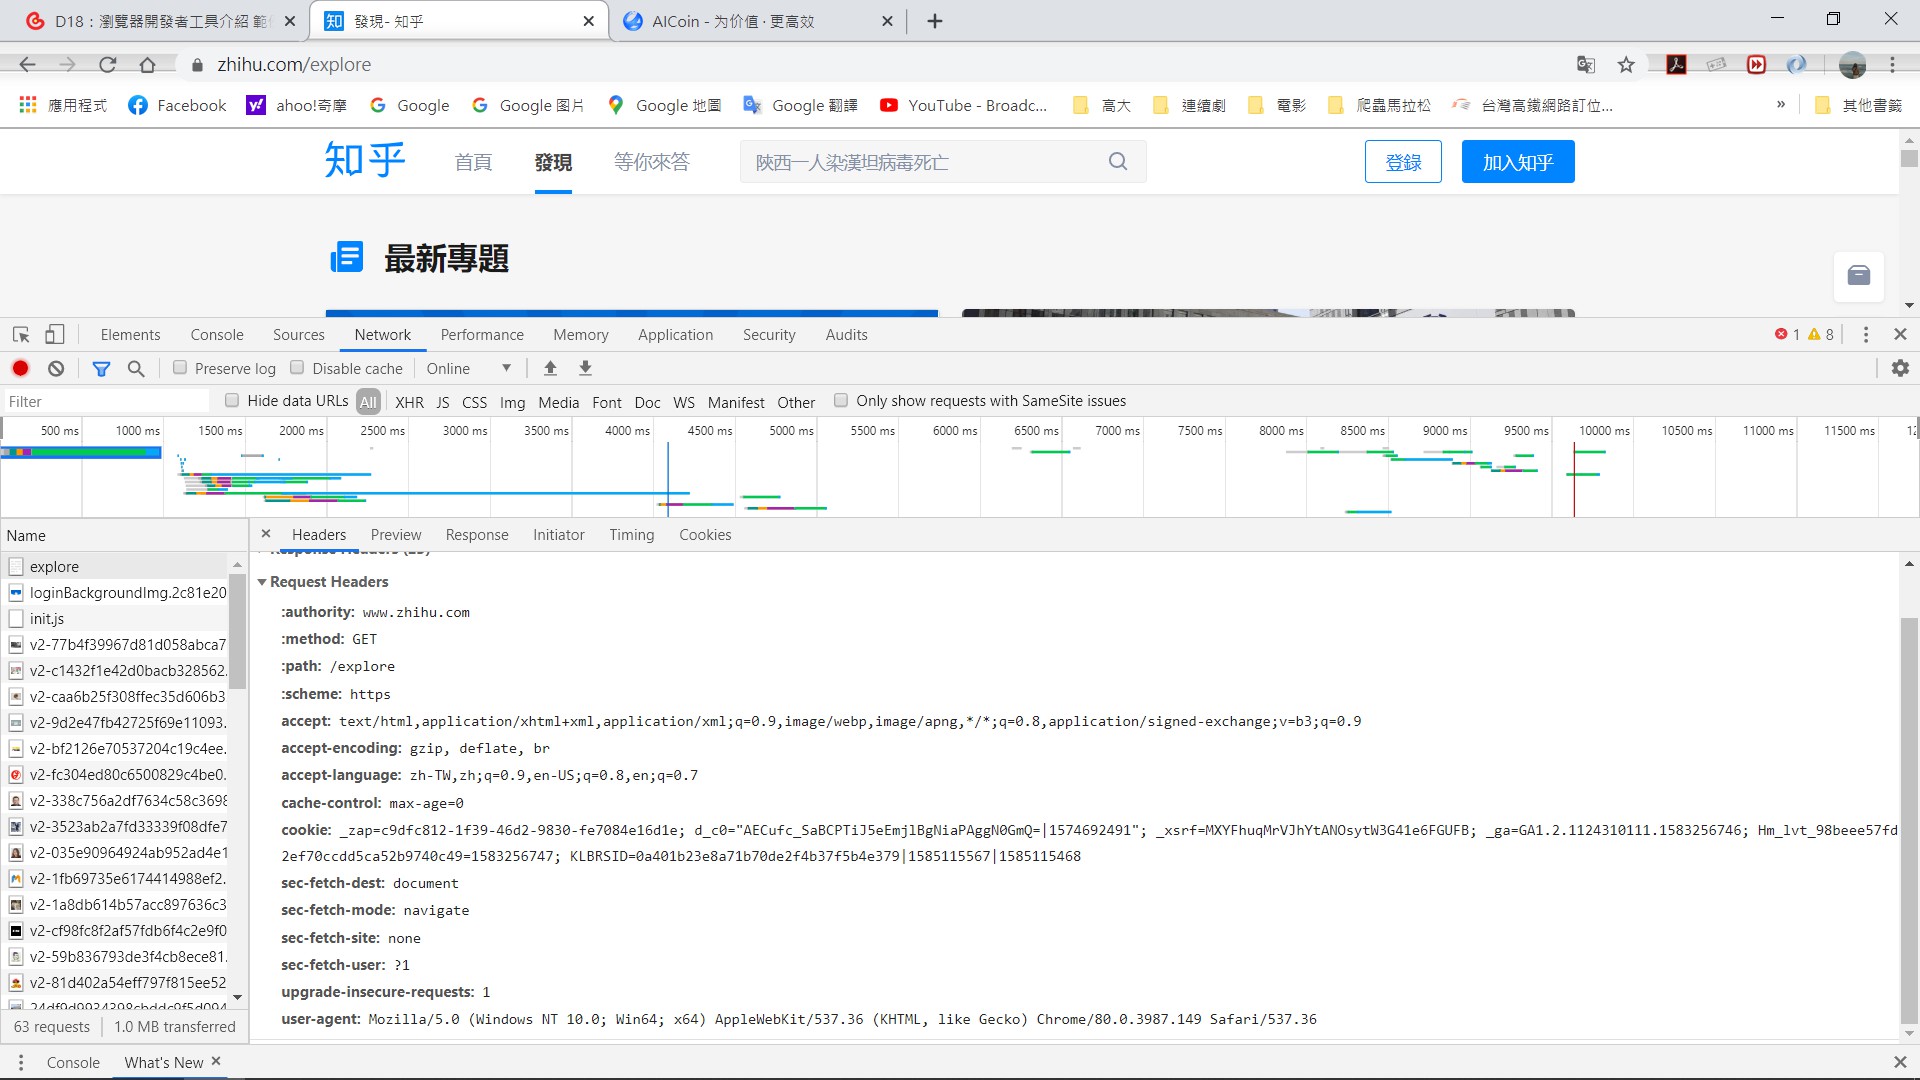 D18：瀏覽器開發者工具介紹 範
發現 - 知乎
AICoin - 为价值 · 更高效
zhihu.com/explore
應用程式
Facebook
ahoo!奇摩
Google
Google 图片
Google 地圖
Google 翻譯
YouTube - Broadc...
高大
連續劇
電影
爬蟲馬拉松
台灣高鐵網路訂位...
»
其他書籤
知乎
首頁
發現
等你來答
陝西一人染漢坦病毒死亡
登錄
加入知乎
最新專題
Elements
Console
Sources
Network
Performance
Memory
Application
Security
Audits
1
8
Preserve log
Disable cache
Online
Filter
Hide data URLs
All
XHR
JS
CSS
Img
Media
Font
Doc
WS
Manifest
Other
Only show requests with SameSite issues
500 ms
1000 ms
1500 ms
2000 ms
2500 ms
3000 ms
3500 ms
4000 ms
4500 ms
5000 ms
5500 ms
6000 ms
6500 ms
7000 ms
7500 ms
8000 ms
8500 ms
9000 ms
9500 ms
10000 ms
10500 ms
11000 ms
11500 ms
Name
Headers
Preview
Response
Initiator
Timing
Cookies
explore
loginBackgroundImg.2c81e20
init.js
v2-77b4f39967d81d058abca7
v2-c1432f1e42d0bacb328562.
v2-caa6b25f308ffec35d606b3
v2-9d2e47fb42725f69e11093.
v2-bf2126e70537204c19c4ee.
v2-fc304ed80c6500829c4be0.
v2-338c756a2df7634c58c3698
v2-3523ab2a7fd33339f08dfe7
v2-035e90964924ab952ad4e1
v2-1fb69735e6174414988ef2.
v2-1a8db614b57acc897636c3
v2-cf98fc8f2af57fdb6f4c2e9f0
v2-59b836793de3f4cb8ece81.
v2-81d402a54eff797f815ee52
63 requests
1.0 MB transferred
Request Headers
:authority: www.zhihu.com
:method: GET
:path: /explore
:scheme: https
accept: text/html,application/xhtml+xml,application/xml;q=0.9,image/webp,image/apng,*/*;q=0.8,application/signed-exchange;v=b3;q=0.9
accept-encoding: gzip, deflate, br
accept-language: zh-TW,zh;q=0.9,en-US;q=0.8,en;q=0.7
cache-control: max-age=0
cookie: _zap=c9dfc812-1f39-46d2-9830-fe7084e16d1e; d_c0="AECufc_SaBCPTiJ5eEmjlBgNiaPAggN0GmQ=|1574692491"; _xsrf=MXYFhuqMrVJhYtANOsytW3G41e6FGUFB; _ga=GA1.2.1124310111.1583256746; Hm_lvt_98beee57fd
2ef70ccdd5ca52b9740c49=1583256747; KLBRSID=0a401b23e8a71b70de2f4b37f5b4e379|1585115567|1585115468
sec-fetch-dest: document
sec-fetch-mode: navigate
sec-fetch-site: none
sec-fetch-user: ?1
upgrade-insecure-requests: 1
user-agent: Mozilla/5.0 (Windows NT 10.0; Win64; x64) AppleWebKit/537.36 (KHTML, like Gecko) Chrome/80.0.3987.149 Safari/537.36
Console
What's New